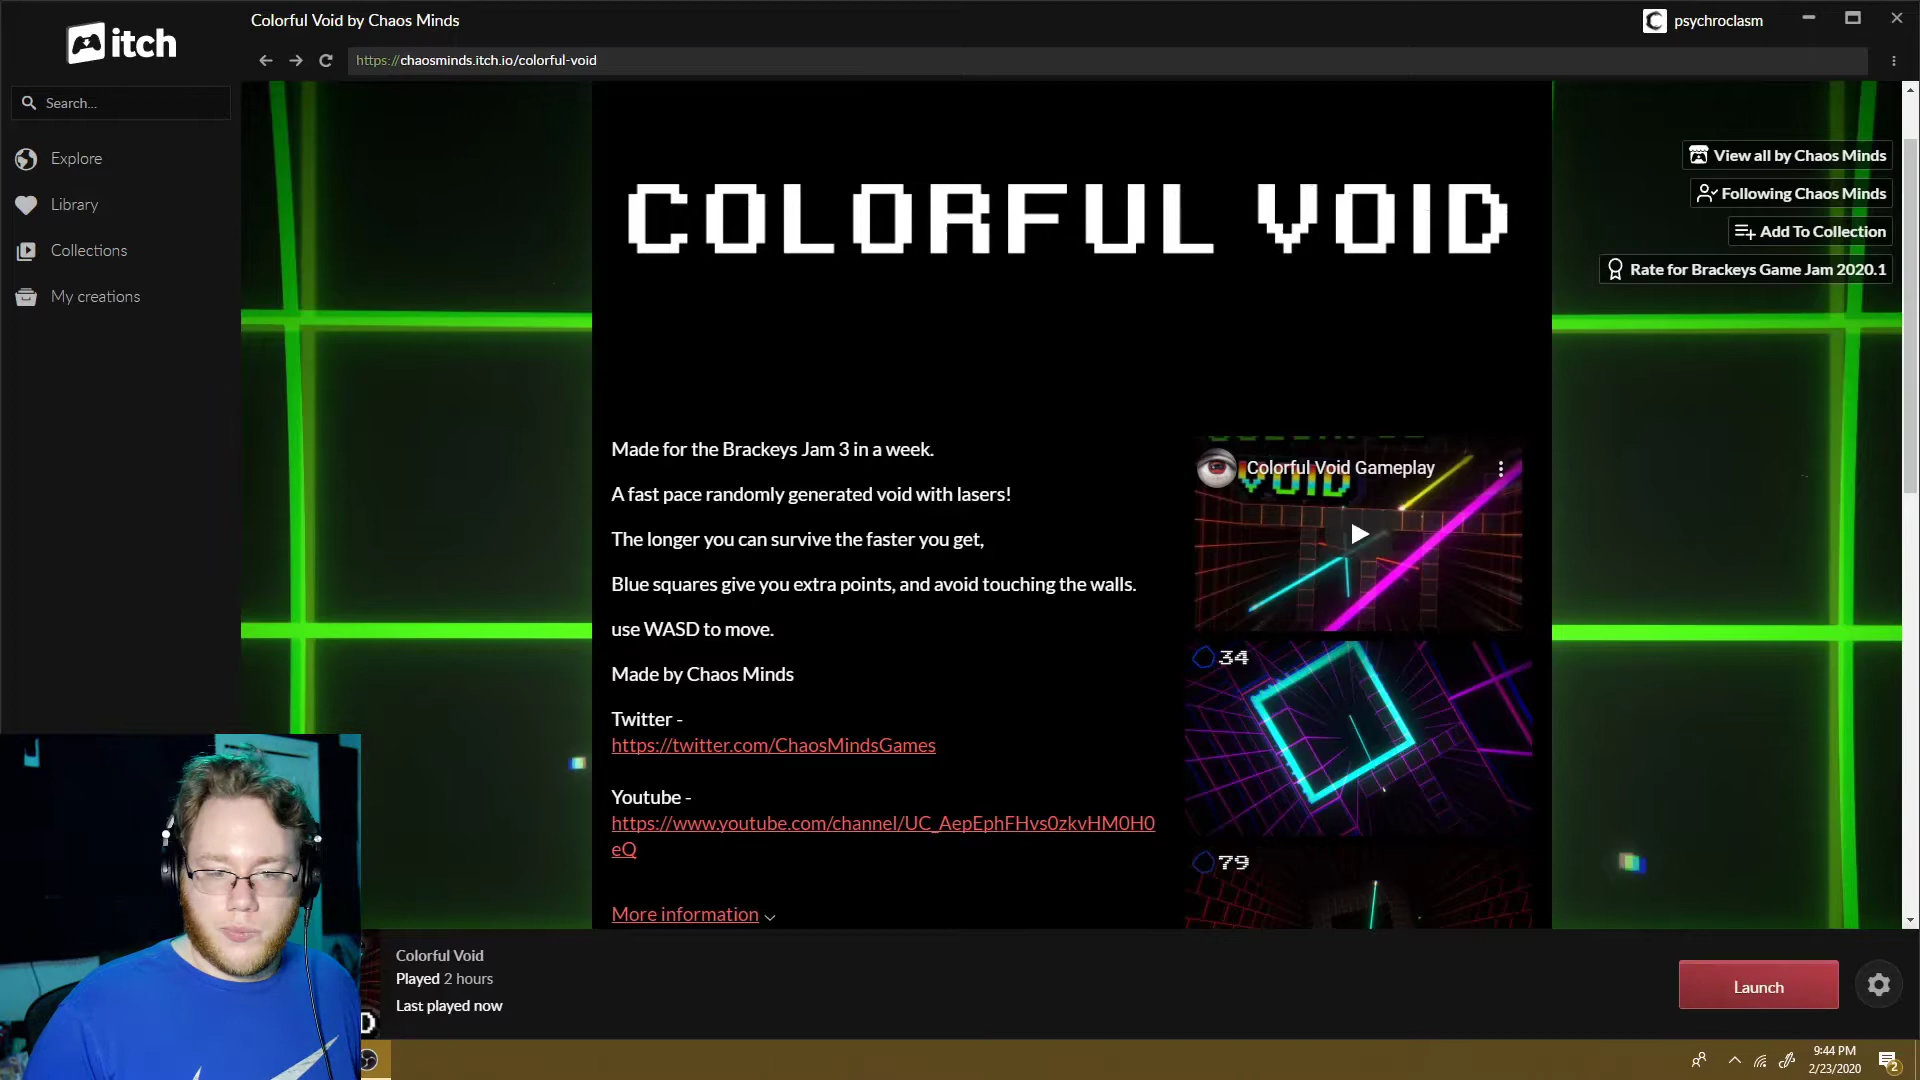 itch
Colorful Void by Chaos Minds
psychroclasm
https://chaosminds.itch.io/colorful-void
Search...
Explore
Library
Collections
My creations
COLORFUL VOID
View all by Chaos Minds
Following Chaos Minds
Add To Collection
Rate for Brackeys Game Jam 2020.1
Made for the Brackeys Jam 3 in a week.
A fast pace randomly generated void with lasers!
The longer you can survive the faster you get,
Blue squares give you extra points, and avoid touching the walls.
use WASD to move.
Made by Chaos Minds
Twitter -
https://twitter.com/ChaosMindsGames
Youtube -
https://www.youtube.com/channel/UC_AepEphFHvs0zkvHM0H0
eQ
More information
Colorful Void Gameplay
VOID
34
79
Colorful Void
Played 2 hours
Last played now
D
Launch
9:44 PM
2/23/2020
2